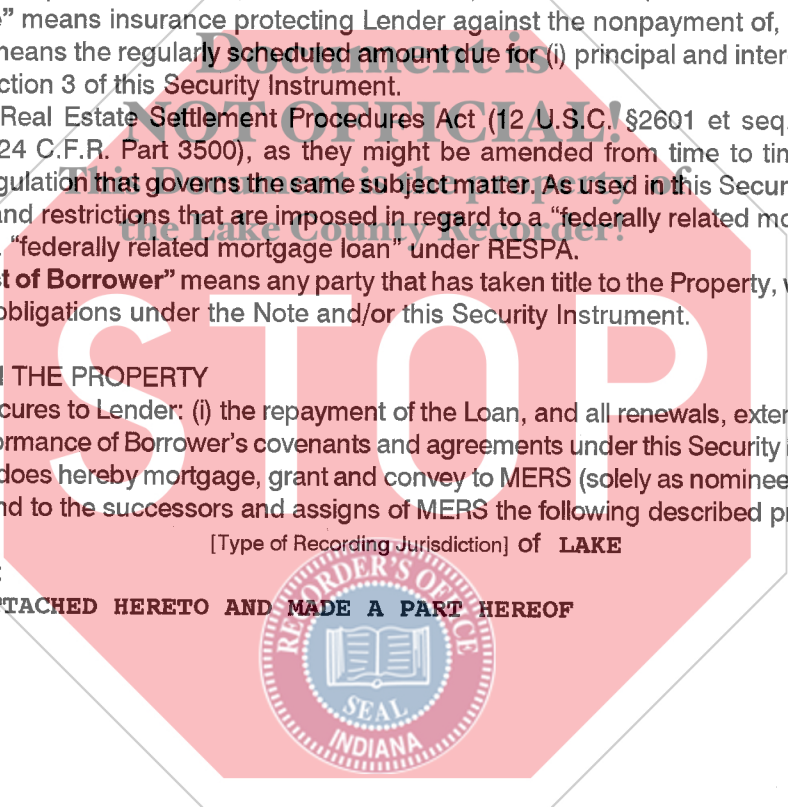 ” means insurance protecting Lender against the nonpayment of,
means the regularly scheduled amount due for (i) principal and inter
ction 3 of this Security Instrument.
Document is
Real Estate Settlement Procedures Act (12 U.S.C. §2601 et seq.
NOT OFFICIAL!
24 C.F.R. Part 3500), as they might be amended from time to tim
gulation that governs the same subject matter. As used in this Secur
This Document is the property of
nd restrictions that are imposed in regard to a “federally related mo
the Lake County Recorder!
“federally related mortgage loan” under RESPA.
t of Borrower” means any party that has taken title to the Property,
obligations under the Note and/or this Security Instrument.
STOP
THE PROPERTY
cures to Lender: (i) the repayment of the Loan, and all renewals, exter
ormance of Borrower’s covenants and agreements under this Security
does hereby mortgage, grant and convey to MERS (solely as nominee
nd to the successors and assigns of MERS the following described pr
[Type of Recording Jurisdiction] of LAKE
TACHED HERETO AND MADE A PART HEREOF
RECORDER'S OFFICE
SEAL
INDIANA